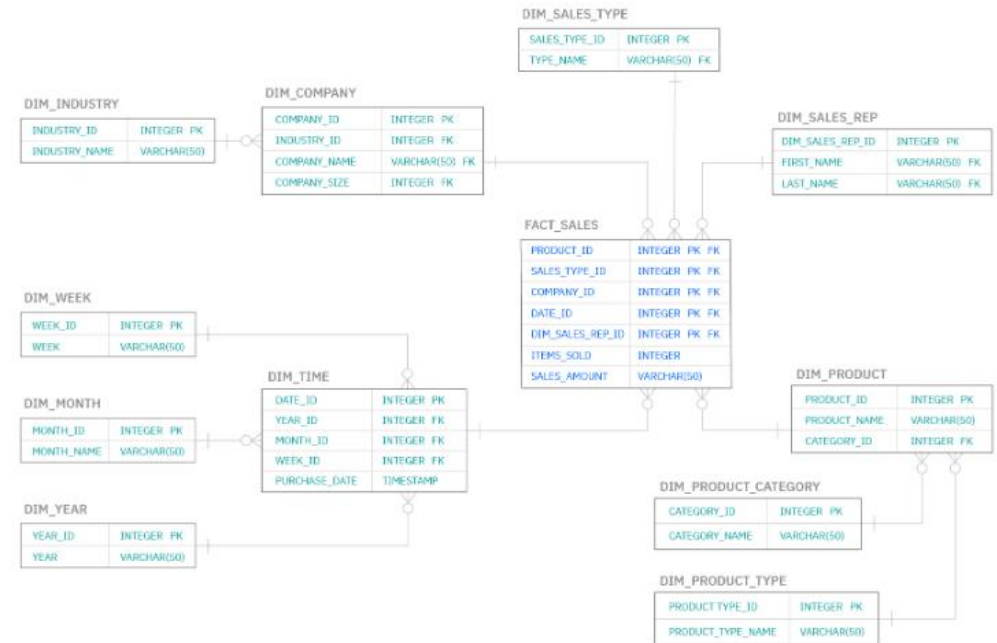 DIM_SALES_TYPE
SALES_TYPE_ID INTEGER PK
TYPE_NAME VARCHAR(50) FK
DIM_INDUSTRY
INDUSTRY_ID INTEGER PK
INDUSTRY_NAME VARCHAR(50)
DIM_COMPANY
COMPANY_ID INTEGER PK
INDUSTRY_ID INTEGER FK
COMPANY_NAME VARCHAR(50) FK
COMPANY_SIZE INTEGER FK
DIM_SALES_REP
DIM_SALES_REP_ID INTEGER PK
FIRST_NAME VARCHAR(50) FK
LAST_NAME VARCHAR(50) FK
FACT_SALES
PRODUCT_ID INTEGER PK FK
SALES_TYPE_ID INTEGER PK FK
COMPANY_ID INTEGER PK FK
DATE_ID INTEGER PK FK
DIM_SALES_REP_ID INTEGER PK FK
ITEMS_SOLD INTEGER
SALES_AMOUNT VARCHAR(50)
DIM_WEEK
WEEK_ID INTEGER PK
WEEK VARCHAR(50)
DIM_MONTH
MONTH_ID INTEGER PK
MONTH_NAME VARCHAR(50)
DIM_YEAR
YEAR_ID INTEGER PK
YEAR VARCHAR(50)
DIM_TIME
DATE_ID INTEGER PK
YEAR_ID INTEGER FK
MONTH_ID INTEGER FK
WEEK_ID INTEGER FK
PURCHASE_DATE TIMESTAMP
DIM_PRODUCT
PRODUCT_ID INTEGER PK
PRODUCT_NAME VARCHAR(50)
CATEGORY_ID INTEGER FK
DIM_PRODUCT_CATEGORY
CATEGORY_ID INTEGER PK
CATEGORY_NAME VARCHAR(50)
DIM_PRODUCT_TYPE
PRODUCT TYPE_ID INTEGER PK
PRODUCT_TYPE_NAME VARCHAR(50)